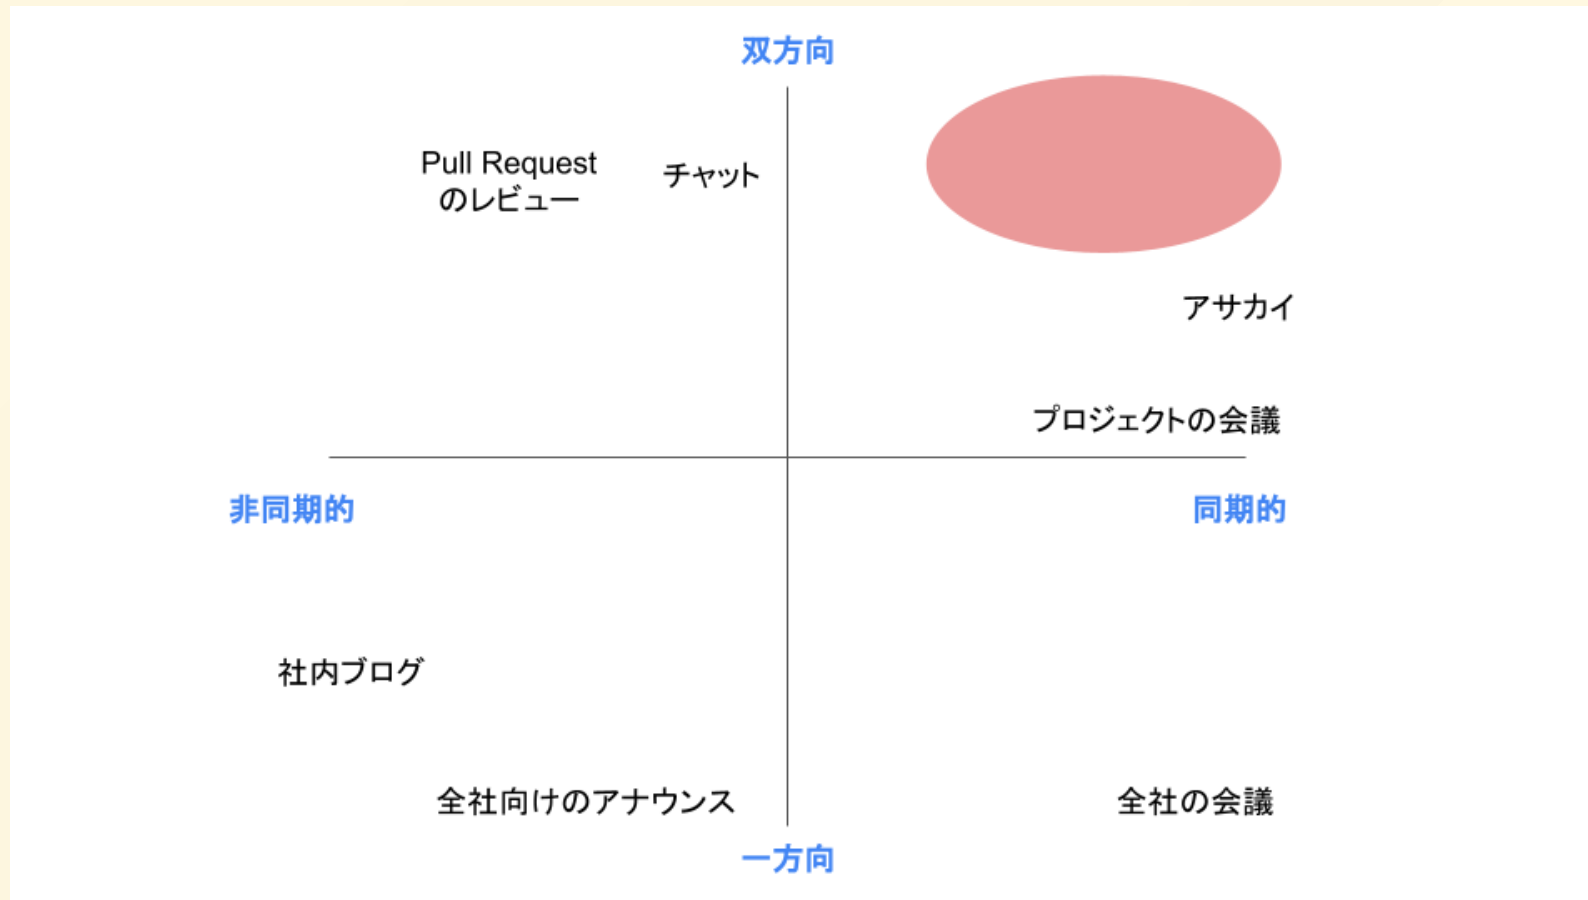 双方向
Pull Request
のレビュー
チャット
アサカイ
プロジェクトの会議
非同期的
同期的
社内ブログ
全社向けのアナウンス
全社の会議
一方向